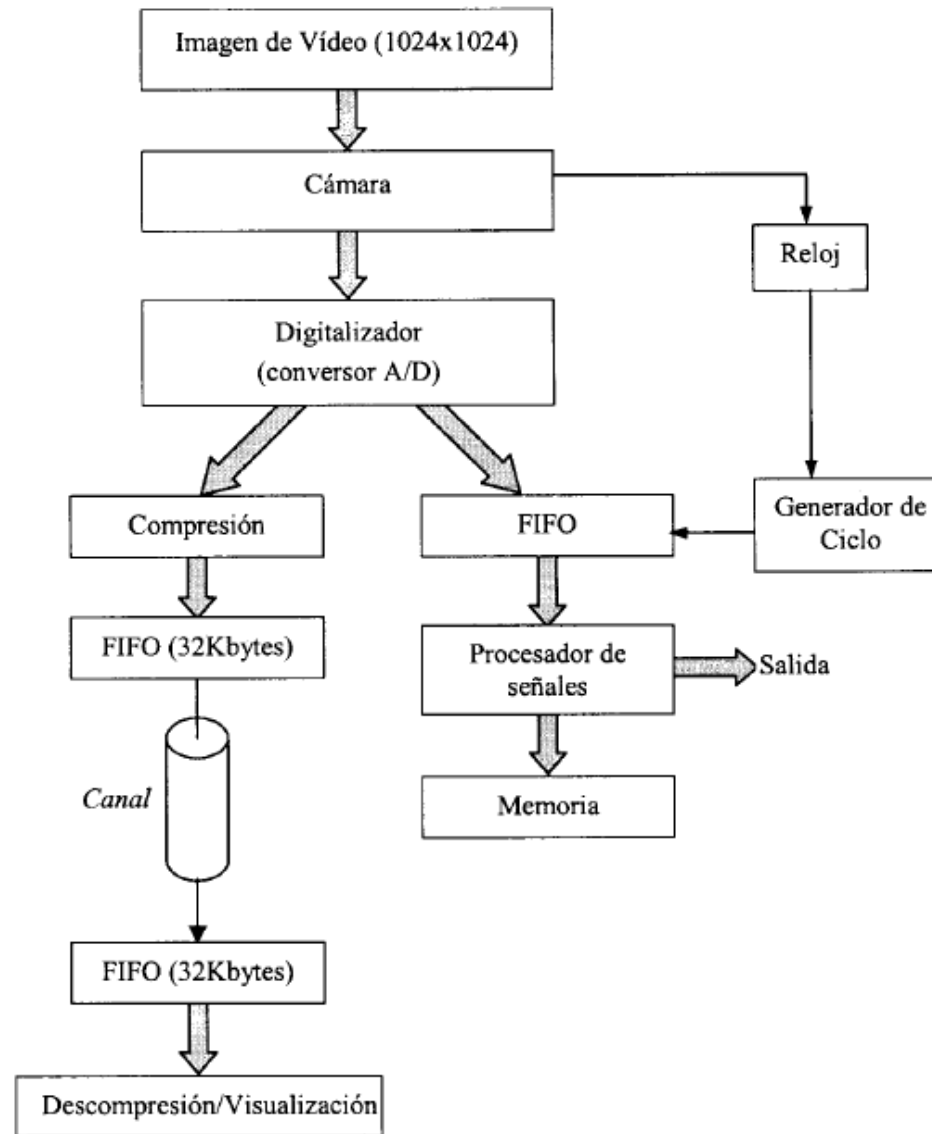 Imagen de Vídeo (1024x1024)
Cámara
Reloj
Digitalizador
(conversor A/D)
Compresión
FIFO
Generador de
Ciclo
FIFO (32Kbytes)
Procesador de
señales
Salida
Canal
Memoria
FIFO (32Kbytes)
Descompresión/Visualización